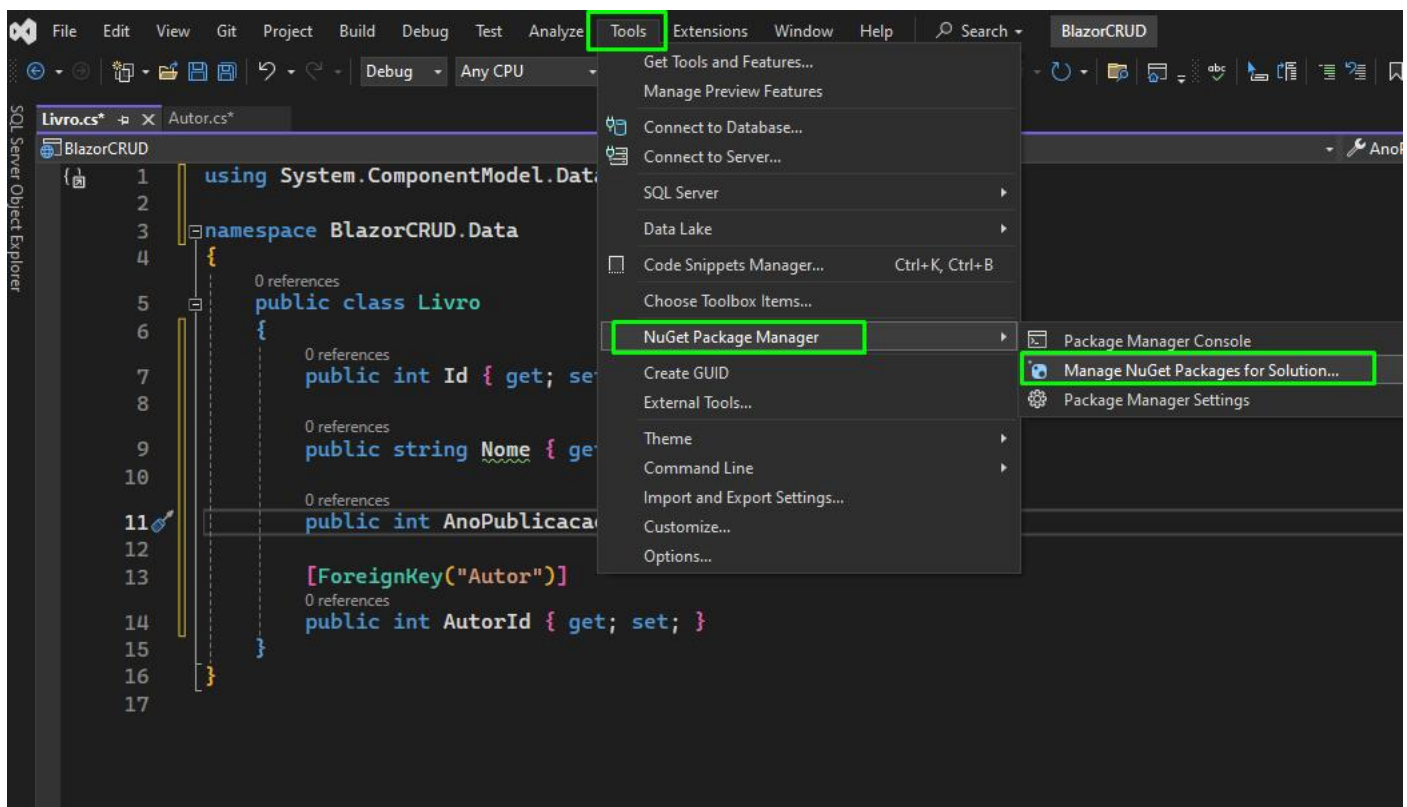 File Edit View Git Project Build Debug Test Analyze Tools Extensions Window Help Search BlazorCRUD
Debug Any CPU
Livro.cs* Autor.cs*
BlazorCRUD
SQL Server Object Explorer
1 using System.ComponentModel.
2
3 namespace BlazorCRUD.Data
4 {
0 references
5 public class Livro
6 {
0 references
7 public int Id { get;
8
0 references
9 public string Nome {
10
0 references
11 public int
12
13 [ForeignKey("Autor")]
0 references
14 public int AutorId { get; set; }
15 }
16 }
17
Get Tools and Features...
Manage Preview Features
Connect to Database...
Connect to Server...
SQL Server
Data Lake
Code Snippets Manager... Ctrl+K, Ctrl+B
Choose Toolbox Items...
NuGet Package Manager
Create GUID
External Tools...
Theme
Command Line
Import and Export Settings...
Customize...
Options...
Package Manager Console
Manage NuGet Packages for Solution...
Package Manager Settings